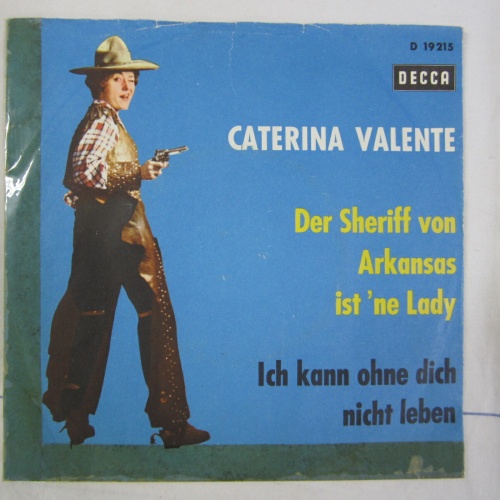 D 19215
DECCA
CATERINA VALENTE
Der Sheriff von
Arkansas
ist 'ne Lady
Ich kann ohne dich
nicht leben